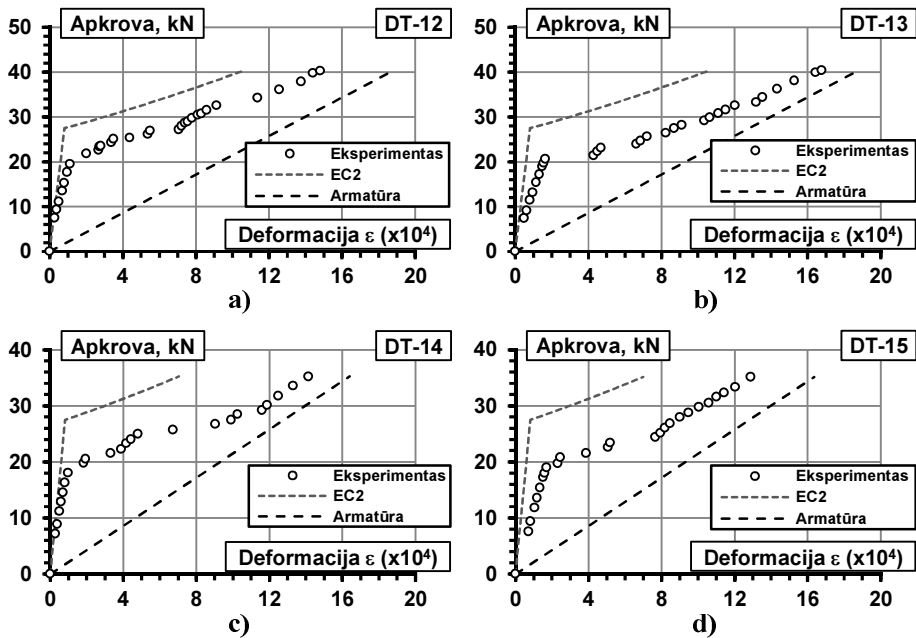 Apkrova, kN DT-12
50
40
30
20
10
0
Eksperimentas
EC2
Armatūra
Deformacija ε (x10⁴)
0 4 8 12 16 20
a)
Apkrova, kN DT-13
50
40
30
20
10
0
Eksperimentas
EC2
Armatūra
Deformacija ε (x10⁴)
0 4 8 12 16 20
b)
Apkrova, kN DT-14
40
30
20
10
0
Eksperimentas
EC2
Armatūra
Deformacija ε (x10⁴)
0 4 8 12 16 20
c)
Apkrova, kN DT-15
40
30
20
10
0
Eksperimentas
EC2
Armatūra
Deformacija ε (x10⁴)
0 4 8 12 16 20
d)